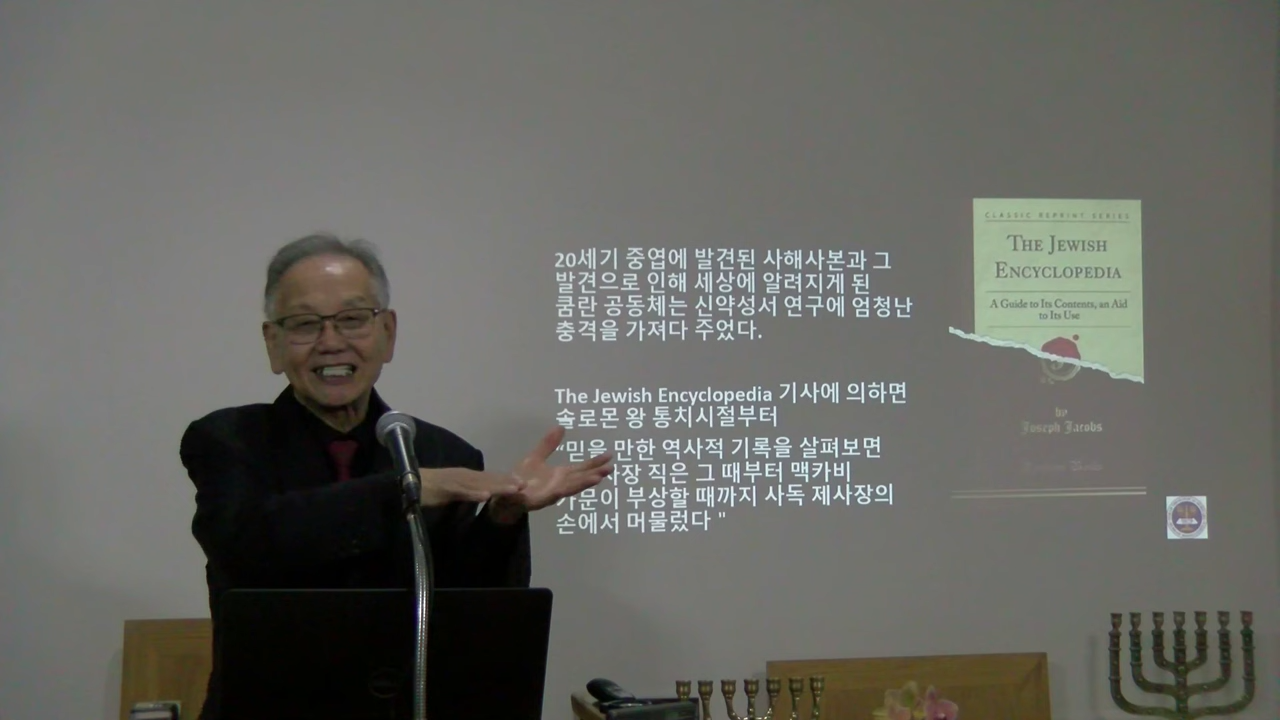 20세기 중엽에 발견된 사해사본과 그
발견으로 인해 세상에 알려지게 된
쿰란 공동체는 신약성서 연구에 엄청난
충격을 가져다 주었다.
The Jewish Encyclopedia 기사에 의하면
솔로몬 왕 통치시절부터
"믿을 만한 역사적 기록을 살펴보면
사장 직은 그 때부터 맥카비
가문이 부상할 때까지 사독 제사장의
손에서 머물렀다 "
CLASSIC REPRINT SERIES
THE JEWISH
ENCYCLOPEDIA
A Guide to Its Contents, an Aid
to Its Use
by
Joseph Jacobs